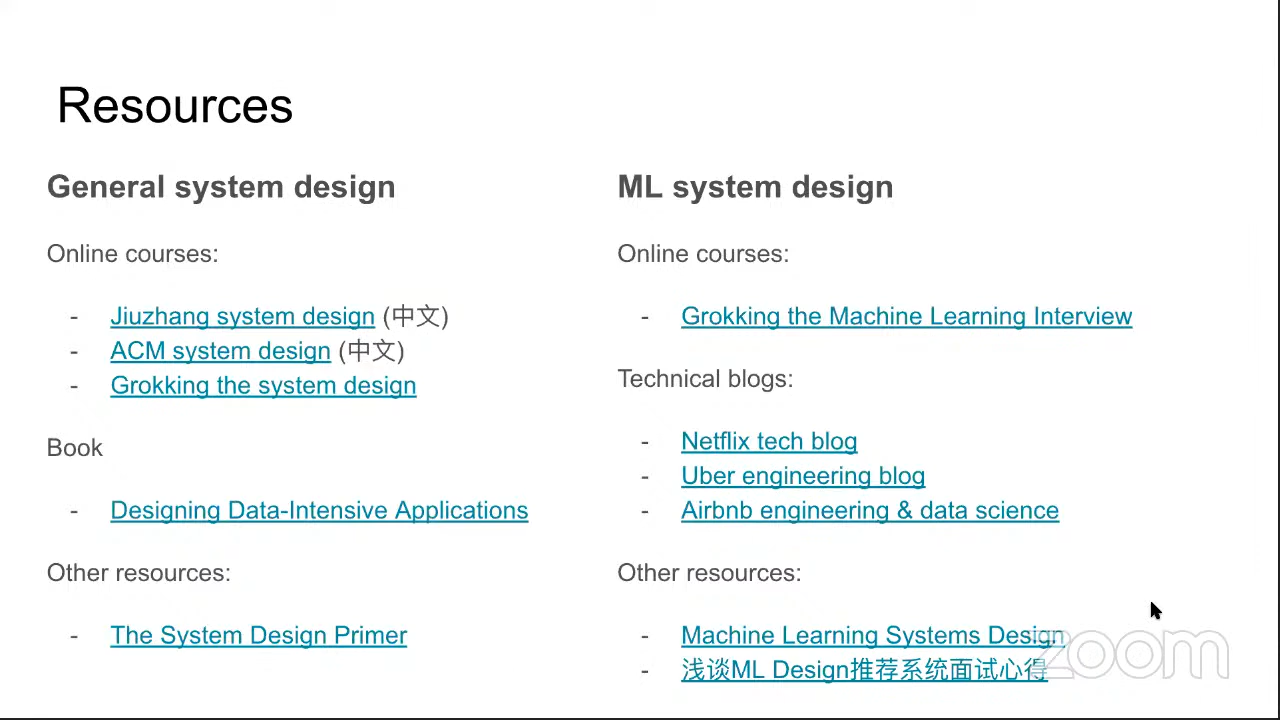 Resources
General system design
Online courses:
- Jiuzhang system design (中文)
- ACM system design (中文)
- Grokking the system design
Book
- Designing Data-Intensive Applications
Other resources:
- The System Design Primer
ML system design
Online courses:
- Grokking the Machine Learning Interview
Technical blogs:
- Netflix tech blog
- Uber engineering blog
- Airbnb engineering & data science
Other resources:
- Machine Learning Systems Design
- 浅谈ML Design推荐系统面试心得
zoom